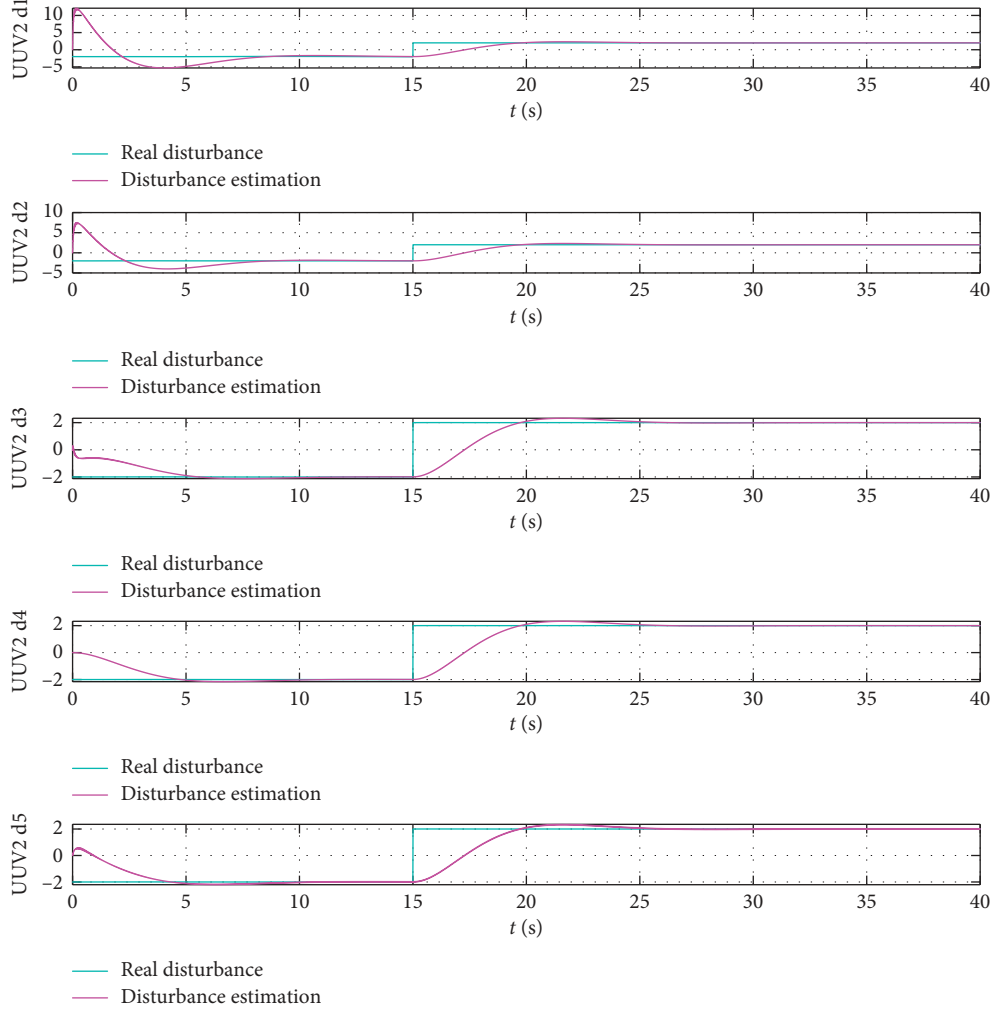 UUV2 d1
10
5
0
−5
0 5 10 15 20 25 30 35 40
t (s)
Real disturbance
Disturbance estimation
UUV2 d2
10
5
0
−5
0 5 10 15 20 25 30 35 40
t (s)
Real disturbance
Disturbance estimation
UUV2 d3
2
0
−2
0 5 10 15 20 25 30 35 40
t (s)
Real disturbance
Disturbance estimation
UUV2 d4
2
0
−2
0 5 10 15 20 25 30 35 40
t (s)
Real disturbance
Disturbance estimation
UUV2 d5
2
0
−2
0 5 10 15 20 25 30 35 40
t (s)
Real disturbance
Disturbance estimation